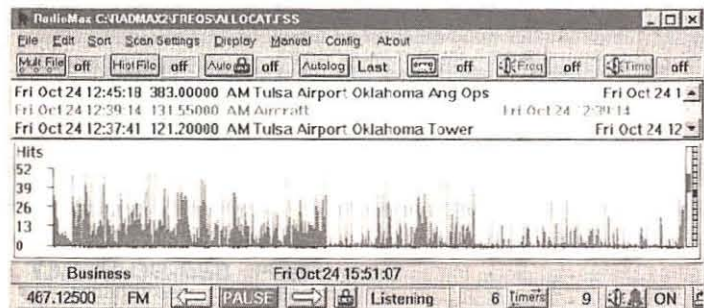 RadioMax C:\RADMAX2\FREQS\ALLOCAT.FSS
File Edit Sort Scan Settings Display Manual Config About
Mult File off Hist File off Auto off Autolog Last off Freq off Time off
Fri Oct 24 12:45:18 383.00000 AM Tulsa Airport Oklahoma Ang Ops Fri Oct 24 1
Fri Oct 24 12:39:14 131.55000 AM Aircraft Fri Oct 24 12:39:14
Fri Oct 24 12:37:41 121.20000 AM Tulsa Airport Oklahoma Tower Fri Oct 24 12
Hits
52
39
26
13
0
Business Fri Oct 24 15:51:07
467.12500 FM PAUSE Listening 6 Timers 9 ON